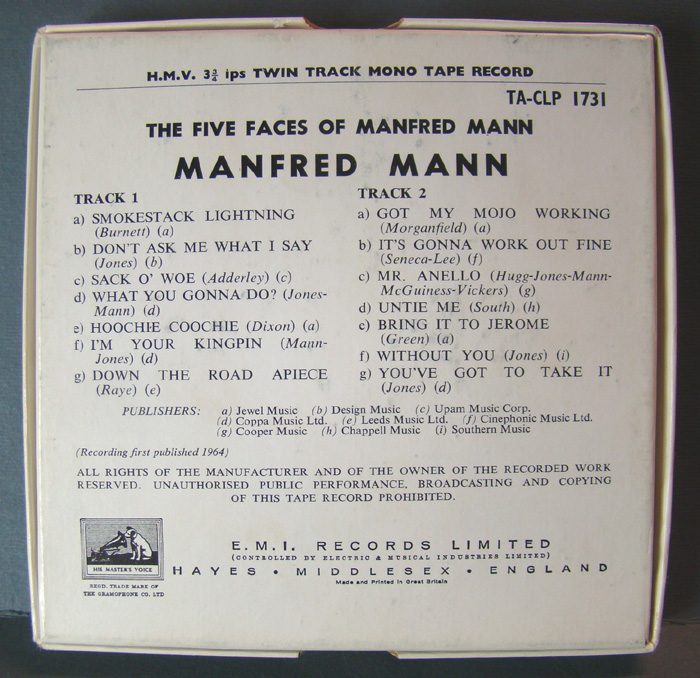 H.M.V. 3¾ ips TWIN TRACK MONO TAPE RECORD
TA-CLP 1731
THE FIVE FACES OF MANFRED MANN
MANFRED MANN
TRACK 1
a) SMOKESTACK LIGHTNING
(Burnett) (a)
b) DON'T ASK ME WHAT I SAY
(Jones) (b)
c) SACK O' WOE (Adderley) (c)
d) WHAT YOU GONNA DO? (Jones-
Mann) (d)
e) HOOCHIE COOCHIE (Dixon) (a)
f) I'M YOUR KINGPIN (Mann-
Jones) (d)
g) DOWN THE ROAD APIECE
(Raye) (e)
TRACK 2
a) GOT MY MOJO WORKING
(Morganfield) (a)
b) IT'S GONNA WORK OUT FINE
(Seneca-Lee) (f)
c) MR. ANELLO (Hugg-Jones-Mann-
McGuiness-Vickers) (g)
d) UNTIE ME (South) (h)
e) BRING IT TO JEROME
(Green) (a)
f) WITHOUT YOU (Jones) (i)
g) YOU'VE GOT TO TAKE IT
(Jones) (d)
PUBLISHERS: a) Jewel Music (b) Design Music (c) Upam Music Corp.
(d) Coppa Music Ltd. (e) Leeds Music Ltd. (f) Cinephonic Music Ltd.
(g) Cooper Music (h) Chappell Music (i) Southern Music
(Recording first published 1964)
ALL RIGHTS OF THE MANUFACTURER AND OF THE OWNER OF THE RECORDED WORK
RESERVED. UNAUTHORISED PUBLIC PERFORMANCE, BROADCASTING AND COPYING
OF THIS TAPE RECORD PROHIBITED.
HIS MASTER'S VOICE
REGD. TRADE MARK OF
THE GRAMOPHONE CO. LTD
E.M.I. RECORDS LIMITED
(CONTROLLED BY ELECTRIC & MUSICAL INDUSTRIES LIMITED)
HAYES • MIDDLESEX • ENGLAND
Made and Printed in Great Britain